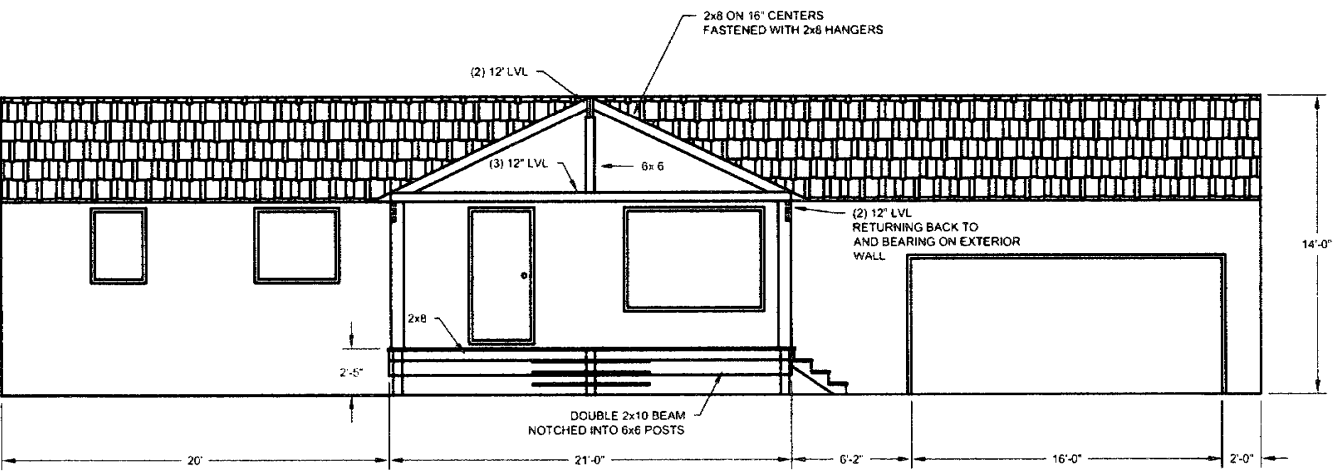 2x8 ON 16" CENTERS
FASTENED WITH 2x8 HANGERS
(2) 12' LVL
(3) 12" LVL
6x 6
(2) 12" LVL
RETURNING BACK TO
AND BEARING ON EXTERIOR
WALL
14'-0"
2x8
2'-5"
DOUBLE 2x10 BEAM
NOTCHED INTO 6x6 POSTS
20'
21'-0"
6'-2"
16'-0"
2'-0"